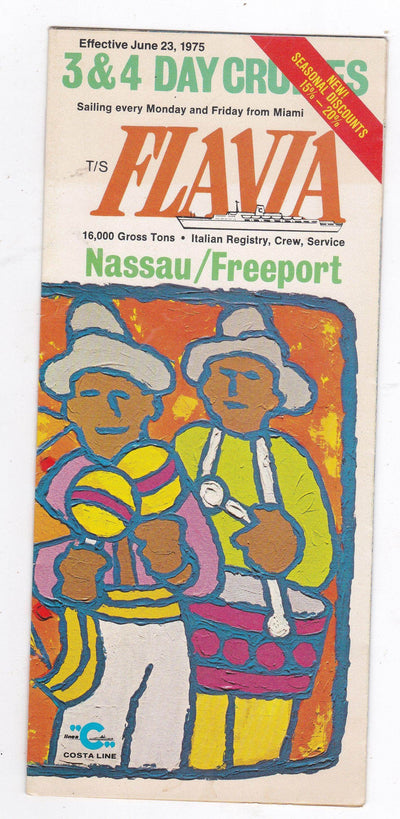 Effective June 23, 1975
3 & 4 DAY CRUISES
NEW!
SEASONAL DISCOUNTS
15% – 20%
Sailing every Monday and Friday from Miami
T/S FLAVIA
16,000 Gross Tons • Italian Registry, Crew, Service
Nassau/Freeport
linea C
COSTA LINE